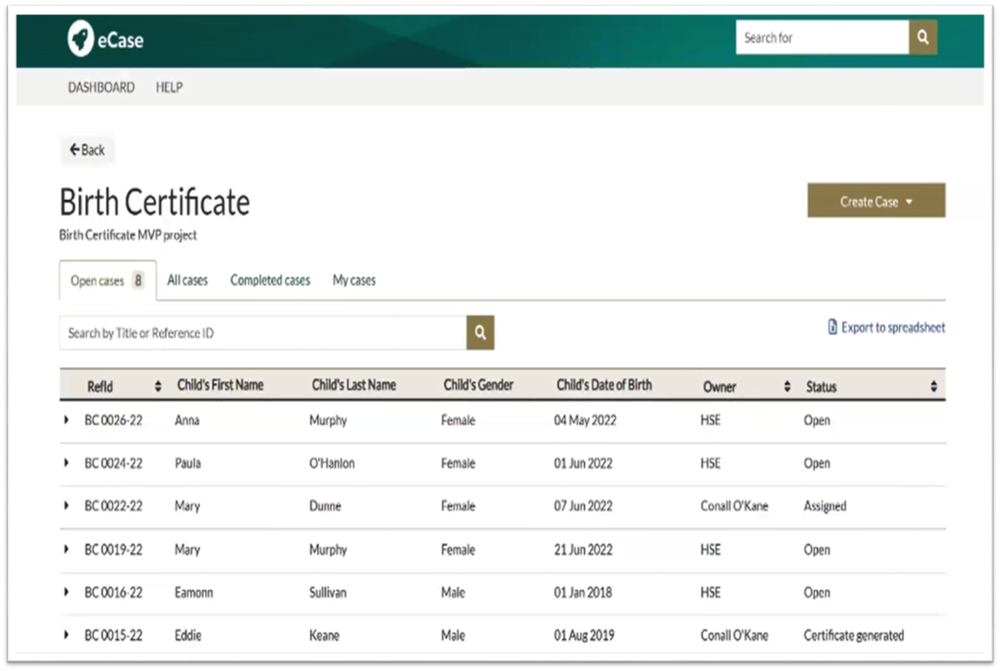 eCase
Search for
DASHBOARD HELP
Back
Birth Certificate
Create Case
Birth Certificate MVP project
Open cases 8 All cases Completed cases My cases
Search by Title or Reference ID
Export to spreadsheet
RefId Child's First Name Child's Last Name Child's Gender Child's Date of Birth Owner Status
BC 0026-22 Anna Murphy Female 04 May 2022 HSE Open
BC 0024-22 Paula O'Hanlon Female 01 Jun 2022 HSE Open
BC 0022-22 Mary Dunne Female 07 Jun 2022 Conall O'Kane Assigned
BC 0019-22 Mary Murphy Female 21 Jun 2022 HSE Open
BC 0016-22 Eamonn Sullivan Male 01 Jan 2018 HSE Open
BC 0015-22 Eddie Keane Male 01 Aug 2019 Conall O'Kane Certificate generated